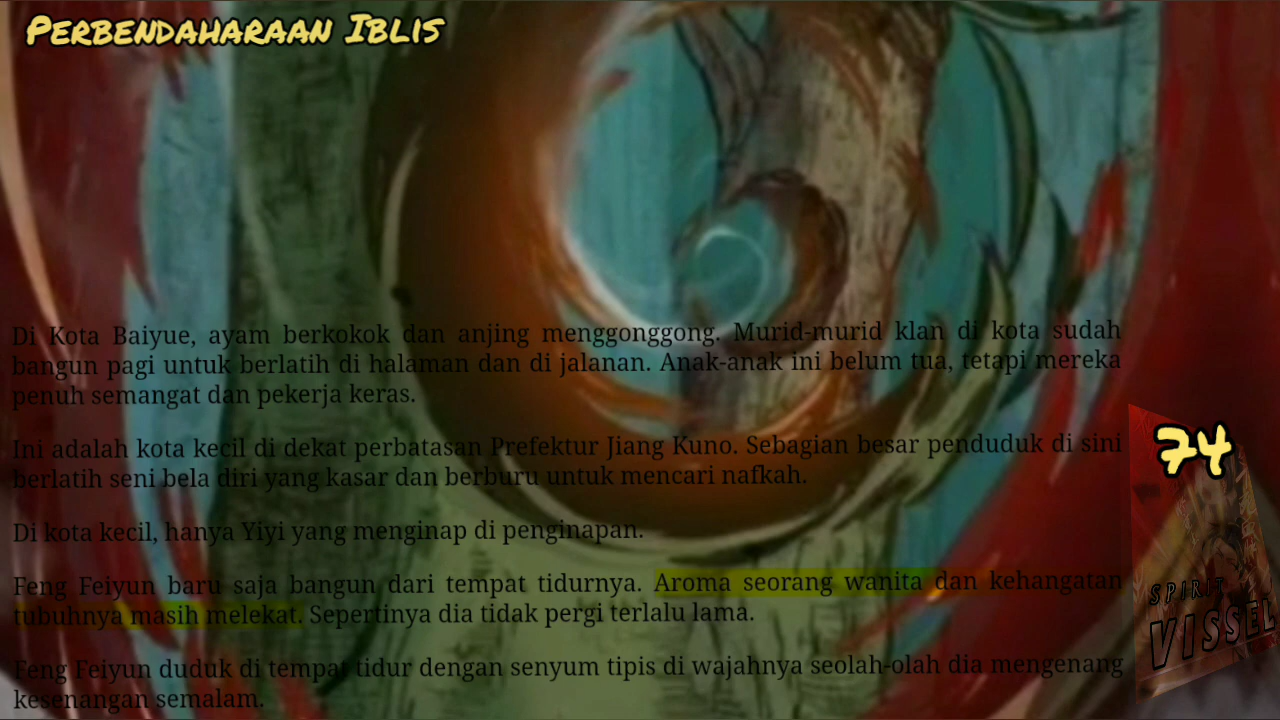 Perbendaharaan Iblis
Di Kota Baiyue, ayam berkokok dan anjing menggonggong. Murid-murid klan di kota sudah
bangun pagi untuk berlatih di halaman dan di jalanan. Anak-anak ini belum tua, tetapi mereka
penuh semangat dan pekerja keras.
Ini adalah kota kecil di dekat perbatasan Prefektur Jiang Kuno. Sebagian besar penduduk di sini
berlatih seni bela diri yang kasar dan berburu untuk mencari nafkah.
Di kota kecil, hanya Yiyi yang menginap di penginapan.
Feng Feiyun baru saja bangun dari tempat tidurnya. Aroma seorang wanita dan kehangatan
tubuhnya masih melekat. Sepertinya dia tidak pergi terlalu lama.
Feng Feiyun duduk di tempat tidur dengan senyum tipis di wajahnya seolah-olah dia mengenang
kesenangan semalam.
74
SPIRIT
VISSEL